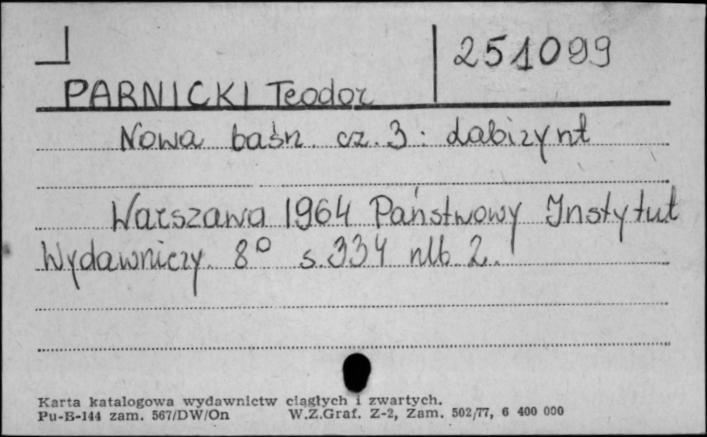 251099
PARNICKI Teodor
Nowa baśń cz. 3: Labirynt
Warszawa 1964 Państwowy Instytut
Wydawniczy. 8° s. 334 nlb 2.
Karta katalogowa wydawnictw ciągłych i zwartych.
Pu-B-144 zam. 567/DW/On W.Z.Graf. Z-2, Zam. 502/77, 6 400 000